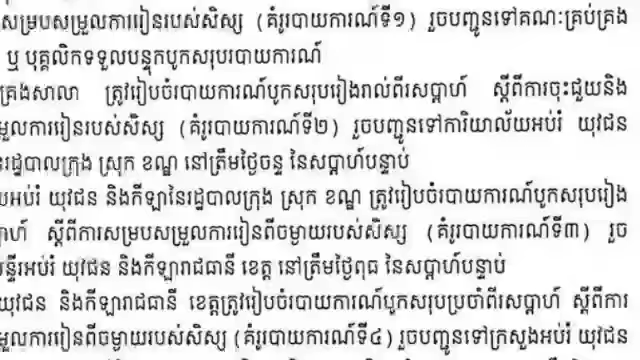 សម្របសម្រួលការរៀនរបស់សិស្ស (គំរូរបាយការណ៍ទី១) រួចបញ្ជូនទៅគណៈគ្រប់គ្រង
ឬ បុគ្គលិកទទួលបន្ទុកបូកសរុបរបាយការណ៍
គ្រងសាលា ត្រូវរៀបចំរបាយការណ៍បូកសរុបរៀងរាល់ពីរសប្តាហ៍ ស្តីពីការចុះជួយនិង
ម្រួលការរៀនរបស់សិស្ស (គំរូរបាយការណ៍ទី២) រួចបញ្ជូនទៅការិយាល័យអប់រំ យុវជន
នរដ្ឋបាលក្រុង ស្រុក ខណ្ឌ នៅត្រឹមថ្ងៃចន្ទ នៃសប្តាហ៍បន្ទាប់
យអប់រំ យុវជន និងកីឡានៃរដ្ឋបាលក្រុង ស្រុក ខណ្ឌ ត្រូវរៀបចំរបាយការណ៍បូកសរុបរៀង
ាហ៍ ស្តីពីការសម្របសម្រួលការរៀនពីចម្ងាយរបស់សិស្ស (គំរូរបាយការណ៍ទី៣) រួច
ន្ទីរអប់រំ យុវជន និងកីឡារាជធានី ខេត្ត នៅត្រឹមថ្ងៃពុធ នៃសប្តាហ៍បន្ទាប់
យុវជន និងកីឡារាជធានី ខេត្តត្រូវរៀបចំរបាយការណ៍បូកសរុបប្រចាំពីរសប្តាហ៍ ស្តីពីការ
ម្រួលការរៀនពីចម្ងាយរបស់សិស្ស (គំរូរបាយការណ៍ទី៤) រួចបញ្ជូនទៅក្រសួងអប់រំ យុវជន